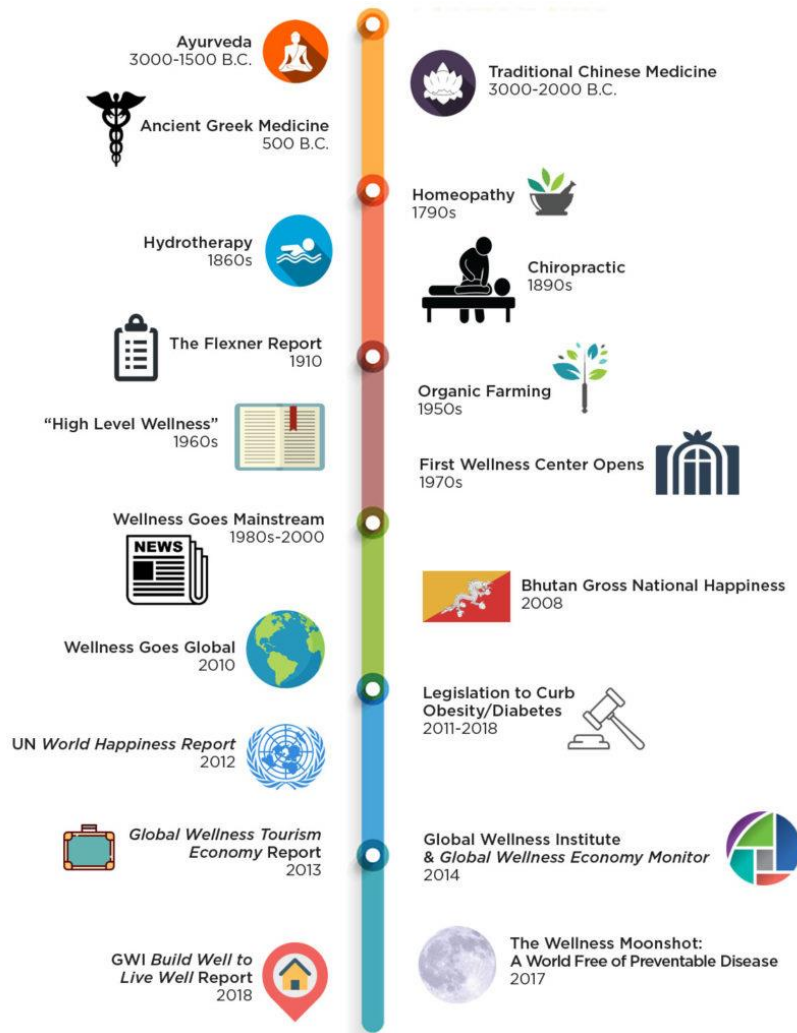 Ayurveda
3000-1500 B.C.
Traditional Chinese Medicine
3000-2000 B.C.
Ancient Greek Medicine
500 B.C.
Homeopathy
1790s
Hydrotherapy
1860s
Chiropractic
1890s
The Flexner Report
1910
Organic Farming
1950s
“High Level Wellness”
1960s
First Wellness Center Opens
1970s
Wellness Goes Mainstream
1980s-2000
NEWS
Bhutan Gross National Happiness
2008
Wellness Goes Global
2010
Legislation to Curb
Obesity/Diabetes
2011-2018
UN World Happiness Report
2012
Global Wellness Tourism
Economy Report
2013
Global Wellness Institute
& Global Wellness Economy Monitor
2014
The Wellness Moonshot:
A World Free of Preventable Disease
2017
GWI Build Well to
Live Well Report
2018